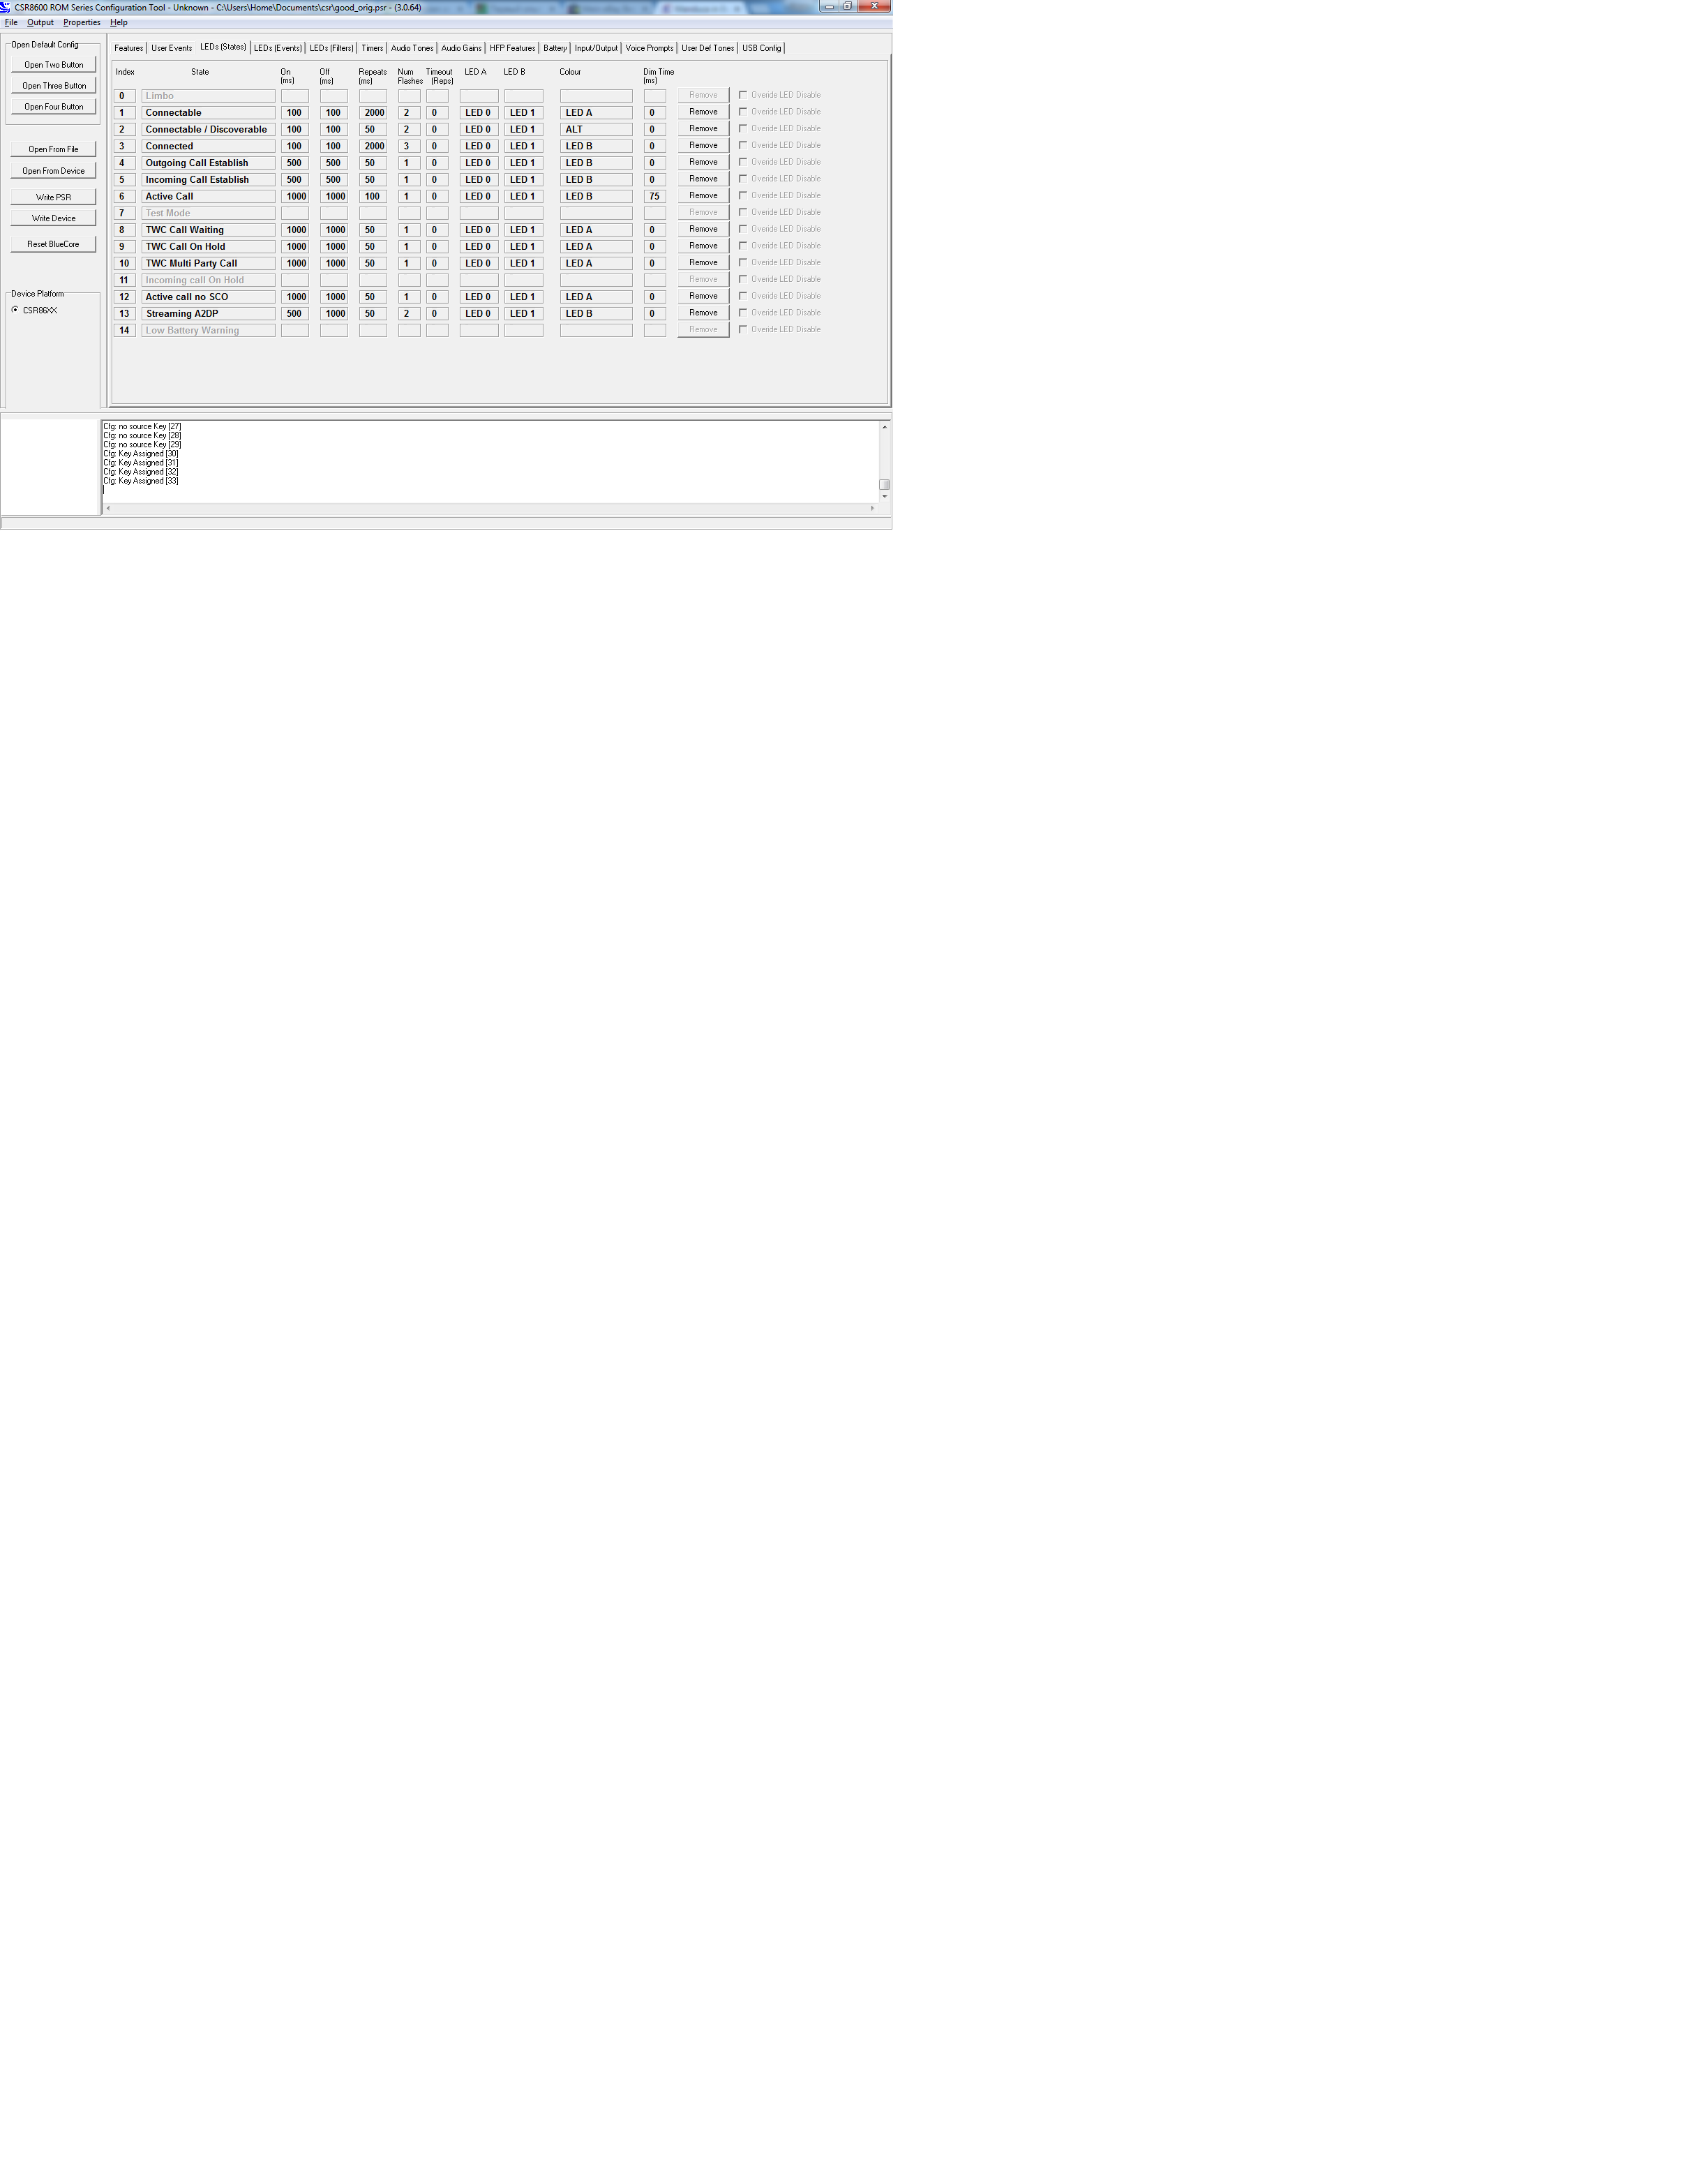 CSR8600 ROM Series Configuration Tool - Unknown - C:\Users\Home\Documents\csr\good_orig.psr - (3.0.64)
File Output Properties Help
Open Default Config
Open Two Button
Open Three Button
Open Four Button
Open From File
Open From Device
Write PSR
Write Device
Reset BlueCore
Device Platform
CSR86XX
Features User Events LEDs (States) LEDs (Events) LEDs (Filters) Timers Audio Tones Audio Gains HFP Features Battery Input/Output Voice Prompts User Def Tones USB Config
Index State On (ms) Off (ms) Repeats (ms) Num Flashes Timeout (Reps) LED A LED B Colour Dim Time (ms)
0 Limbo Remove Overide LED Disable
1 Connectable 100 100 2000 2 0 LED 0 LED 1 LED A 0 Remove Overide LED Disable
2 Connectable / Discoverable 100 100 50 2 0 LED 0 LED 1 ALT 0 Remove Overide LED Disable
3 Connected 100 100 2000 3 0 LED 0 LED 1 LED B 0 Remove Overide LED Disable
4 Outgoing Call Establish 500 500 50 1 0 LED 0 LED 1 LED B 0 Remove Overide LED Disable
5 Incoming Call Establish 500 500 50 1 0 LED 0 LED 1 LED B 0 Remove Overide LED Disable
6 Active Call 1000 1000 100 1 0 LED 0 LED 1 LED B 75 Remove Overide LED Disable
7 Test Mode Remove Overide LED Disable
8 TWC Call Waiting 1000 1000 50 1 0 LED 0 LED 1 LED A 0 Remove Overide LED Disable
9 TWC Call On Hold 1000 1000 50 1 0 LED 0 LED 1 LED A 0 Remove Overide LED Disable
10 TWC Multi Party Call 1000 1000 50 1 0 LED 0 LED 1 LED A 0 Remove Overide LED Disable
11 Incoming call On Hold Remove Overide LED Disable
12 Active call no SCO 1000 1000 50 1 0 LED 0 LED 1 LED A 0 Remove Overide LED Disable
13 Streaming A2DP 500 1000 50 2 0 LED 0 LED 1 LED B 0 Remove Overide LED Disable
14 Low Battery Warning Remove Overide LED Disable
Cfg: no source Key [27]
Cfg: no source Key [28]
Cfg: no source Key [29]
Cfg: Key Assigned [30]
Cfg: Key Assigned [31]
Cfg: Key Assigned [32]
Cfg: Key Assigned [33]